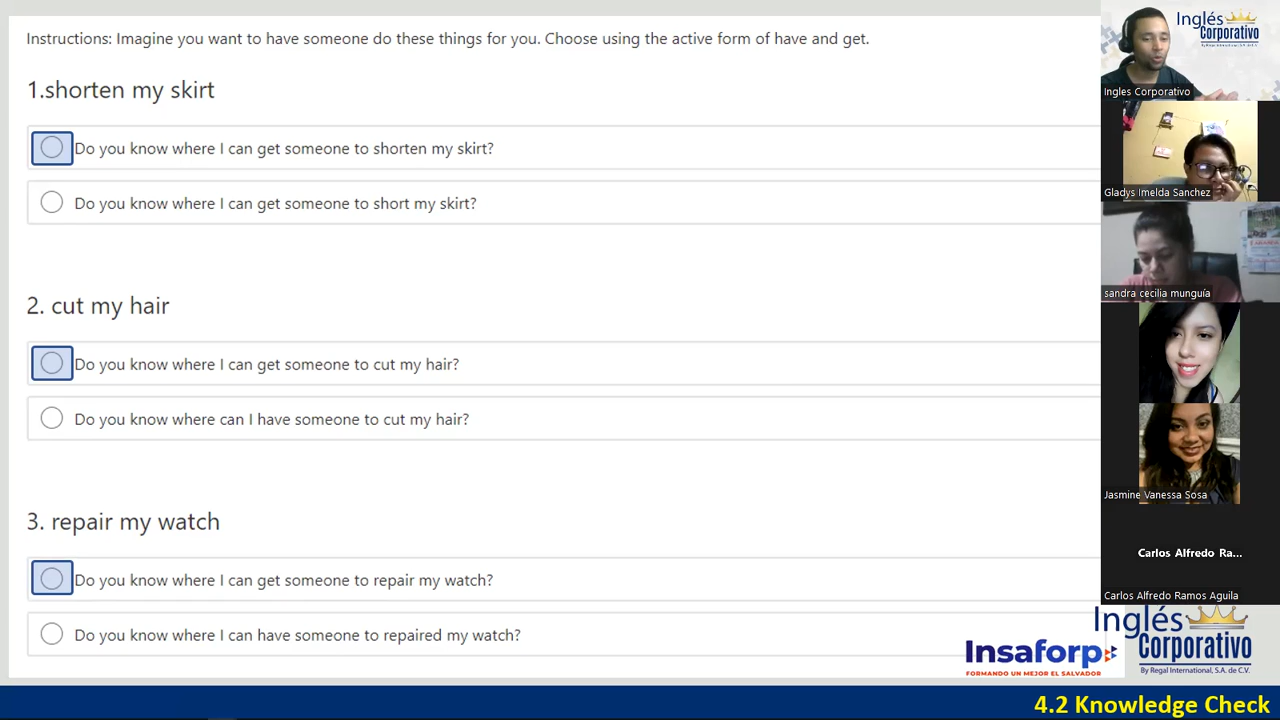 Instructions: Imagine you want to have someone do these things for you. Choose using the active form of have and get.
1.shorten my skirt
Do you know where I can get someone to shorten my skirt?
Do you know where I can get someone to short my skirt?
2. cut my hair
Do you know where I can get someone to cut my hair?
Do you know where can I have someone to cut my hair?
3. repair my watch
Do you know where I can get someone to repair my watch?
Do you know where I can have someone to repaired my watch?
Inglés
Corporativo
By Regal International, S.A. de C.V.
Ingles Corporativo
Gladys Imelda Sanchez
sandra cecilia munguía
Jasmine Vanessa Sosa
Carlos Alfredo Ra...
Carlos Alfredo Ramos Aguila
Insaforp
FORMANDO UN MEJOR EL SALVADOR
Inglés
Corporativo
By Regal International, S.A. de C.V.
4.2 Knowledge Check